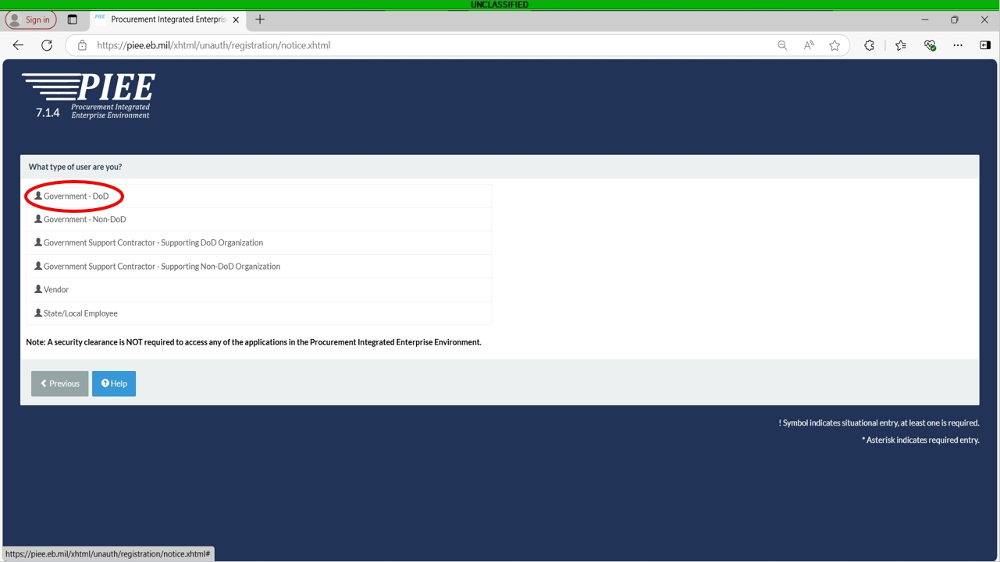 UNCLASSIFIED
Sign in
PIEE
Procurement Integrated Enterpris
https://piee.eb.mil/xhtml/unauth/registration/notice.xhtml
PIEE
7.1.4
Procurement Integrated
Enterprise Environment
What type of user are you?
Government - DoD
Government - Non-DoD
Government Support Contractor - Supporting DoD Organization
Government Support Contractor - Supporting Non-DoD Organization
Vendor
State/Local Employee
Note: A security clearance is NOT required to access any of the applications in the Procurement Integrated Enterprise Environment.
Previous
Help
! Symbol indicates situational entry, at least one is required.
* Asterisk indicates required entry.
https://piee.eb.mil/xhtml/unauth/registration/notice.xhtml#